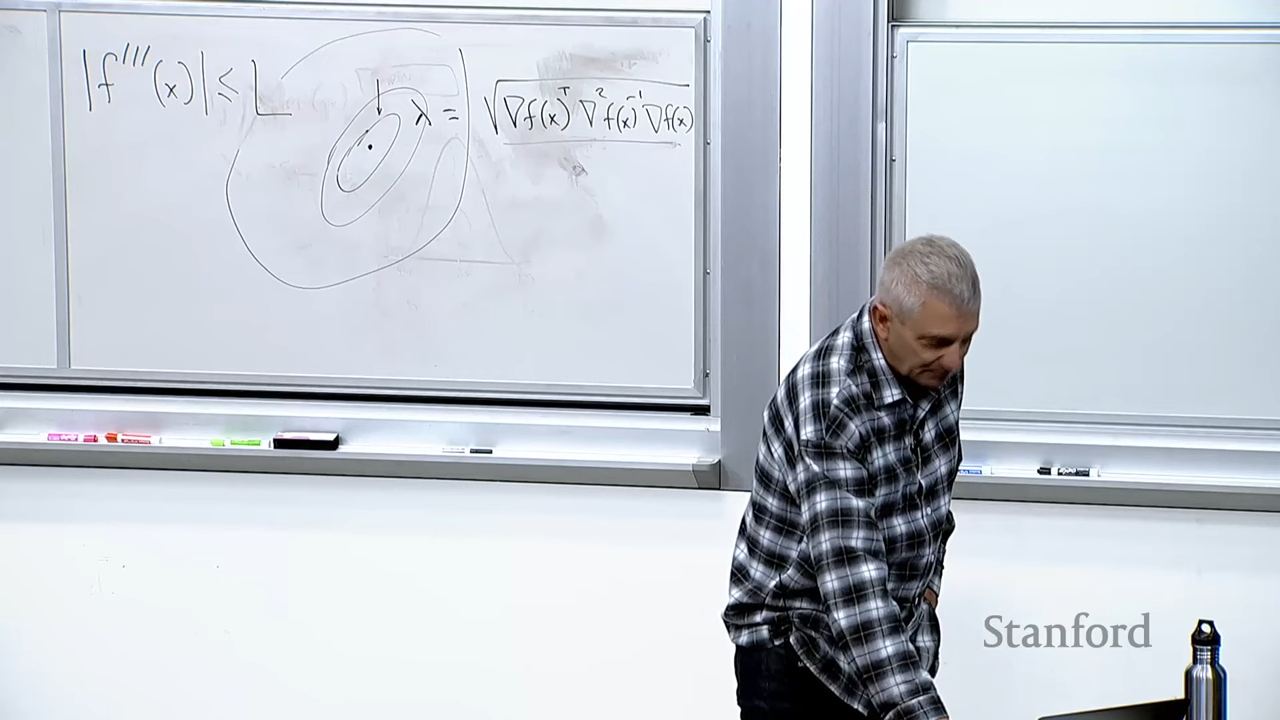 |f'''(x)| ≤ L
λ = √∇f(x)ᵀ ∇²f(x)⁻¹ ∇f(x)
Stanford